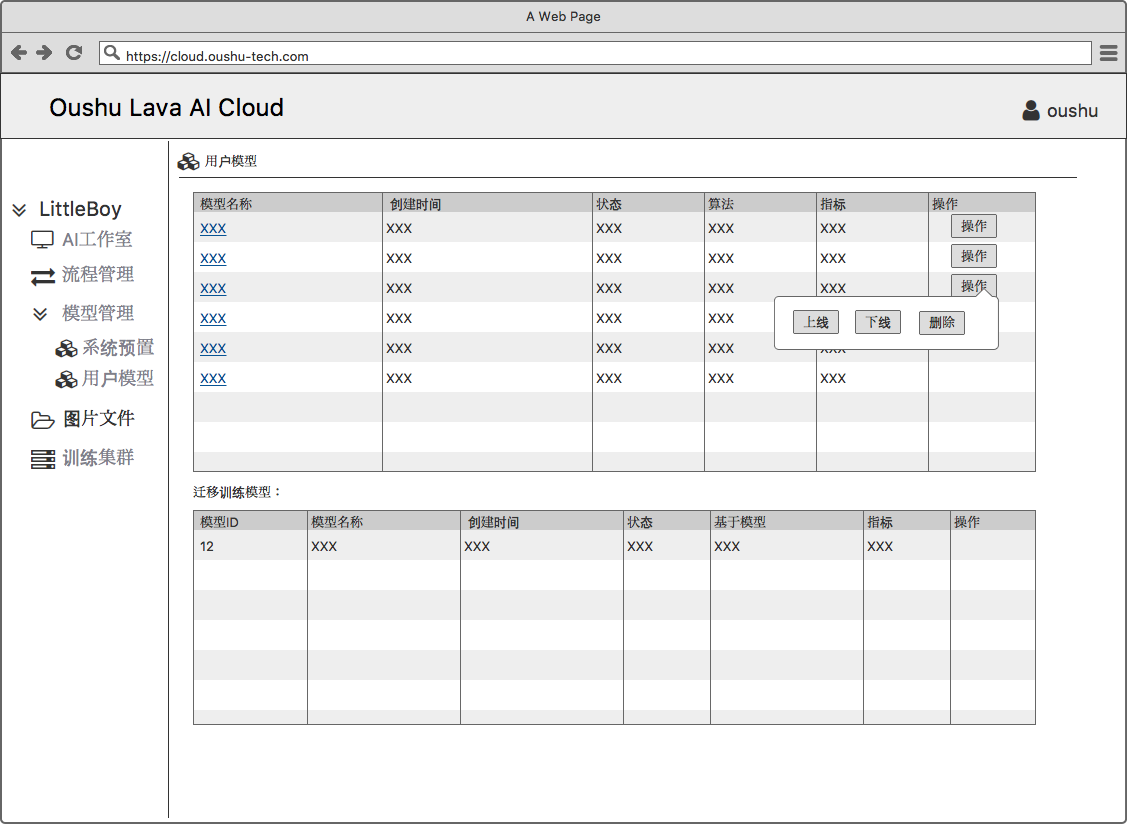 A Web Page
https://cloud.oushu-tech.com
Oushu Lava AI Cloud
oushu
LittleBoy
AI工作室
流程管理
模型管理
系统预置
用户模型
图片文件
训练集群
用户模型
模型名称 创建时间 状态 算法 指标 操作
XXX XXX XXX XXX XXX 操作
XXX XXX XXX XXX XXX 操作
XXX XXX XXX XXX XXX 操作
XXX XXX XXX XXX
上线 下线 删除
XXX XXX XXX XXX XXX
XXX XXX XXX XXX XXX
迁移训练模型：
模型ID 模型名称 创建时间 状态 基于模型 指标 操作
12 XXX XXX XXX XXX XXX